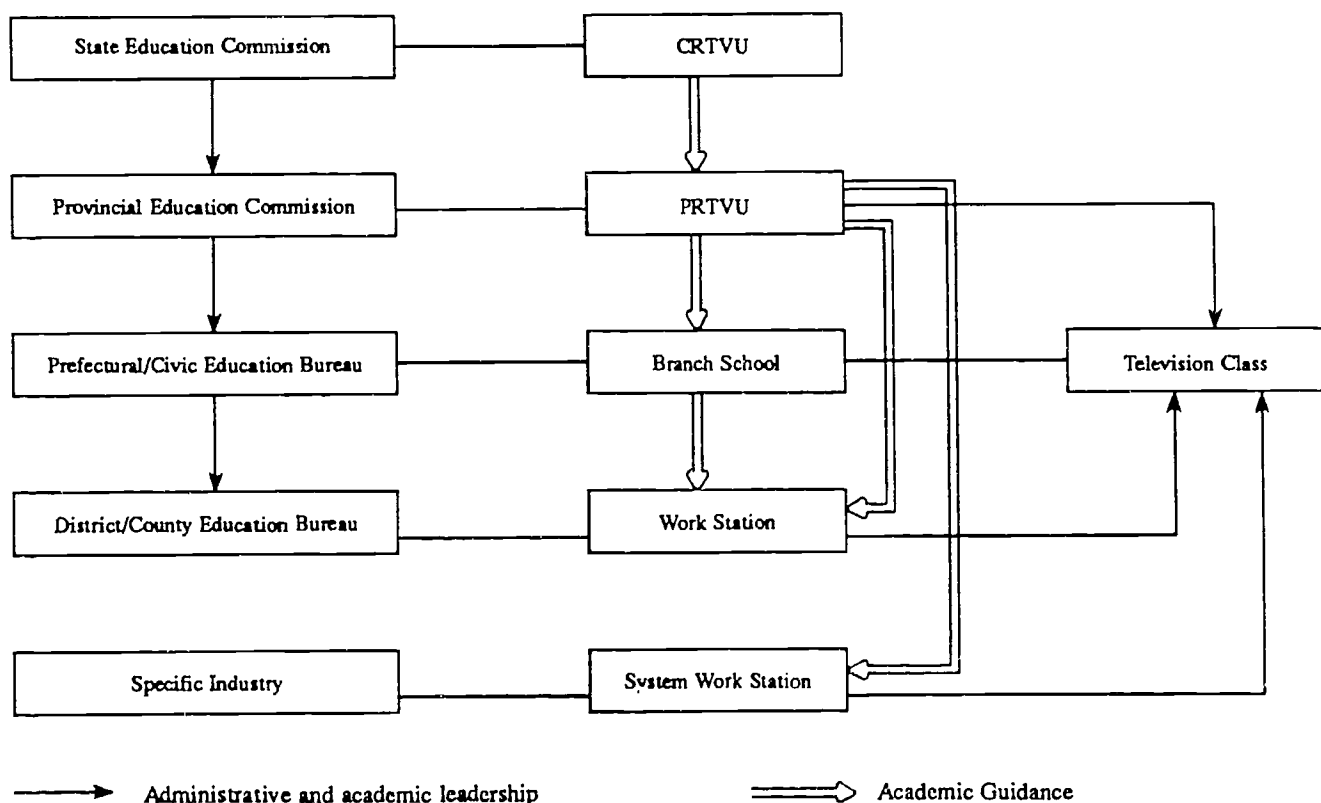 State Education Commission
CRTVU
Provincial Education Commission
PRTVU
Prefectural/Civic Education Bureau
Branch School
Television Class
District/County Education Bureau
Work Station
Specific Industry
System Work Station
Administrative and academic leadership
Academic Guidance